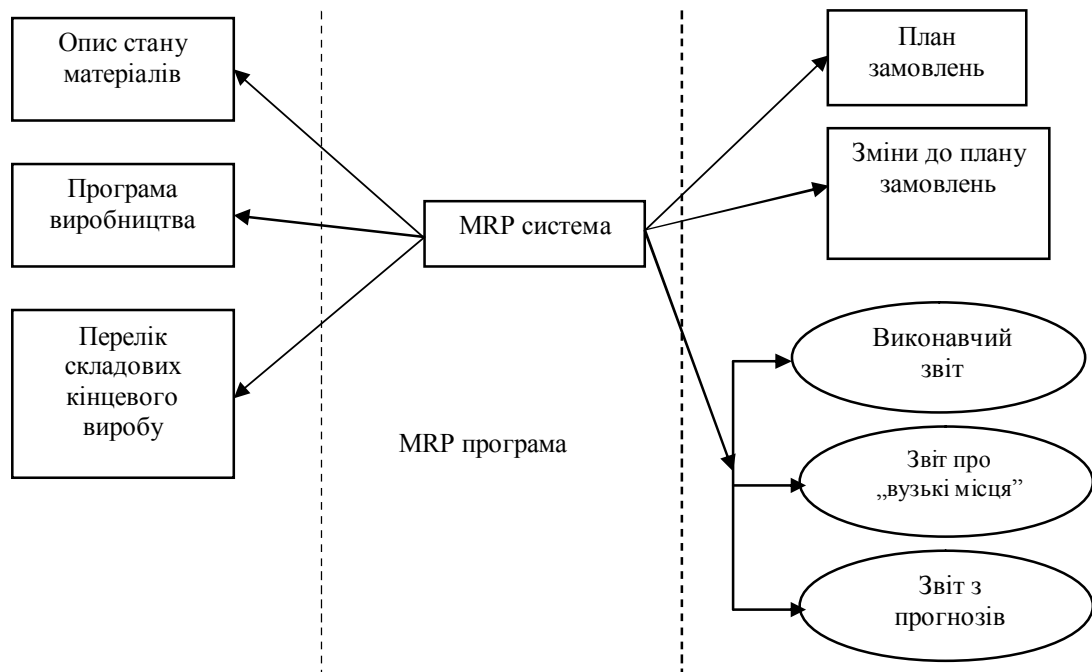 Опис стану
матеріалів
Програма
виробництва
Перелік
складових
кінцевого
виробу
MRP система
MRP програма
План
замовлень
Зміни до плану
замовлень
Виконавчий
звіт
Звіт про
„вузькі місця”
Звіт з
прогнозів